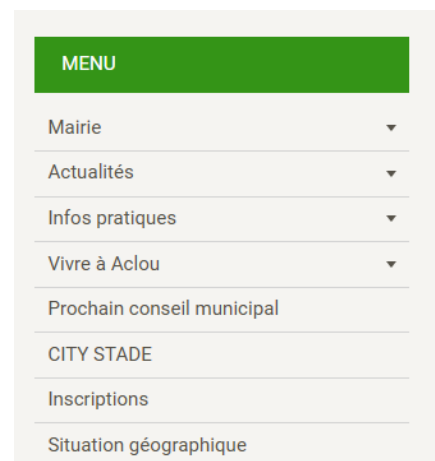 MENU
Mairie
Actualités
Infos pratiques
Vivre à Aclou
Prochain conseil municipal
CITY STADE
Inscriptions
Situation géographique